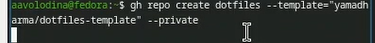 aavolodina@fedora:~$ gh repo create dotfiles --template="yamadh
arma/dotfiles-template" --private